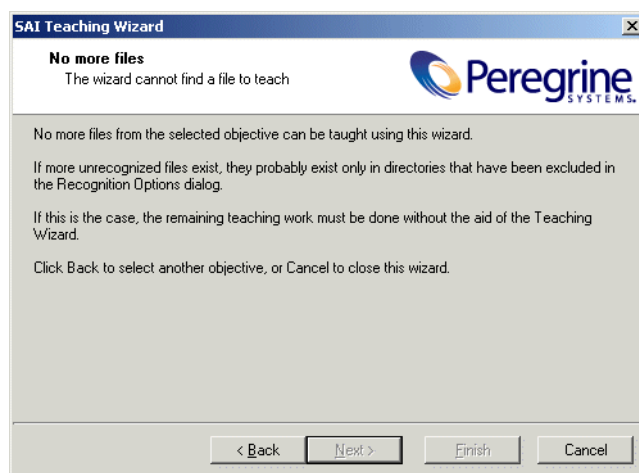 SAI Teaching Wizard
No more files
The wizard cannot find a file to teach
Peregrine
SYSTEMS.
No more files from the selected objective can be taught using this wizard.
If more unrecognized files exist, they probably exist only in directories that have been excluded in
the Recognition Options dialog.
If this is the case, the remaining teaching work must be done without the aid of the Teaching
Wizard.
Click Back to select another objective, or Cancel to close this wizard.
< Back
Next >
Finish
Cancel